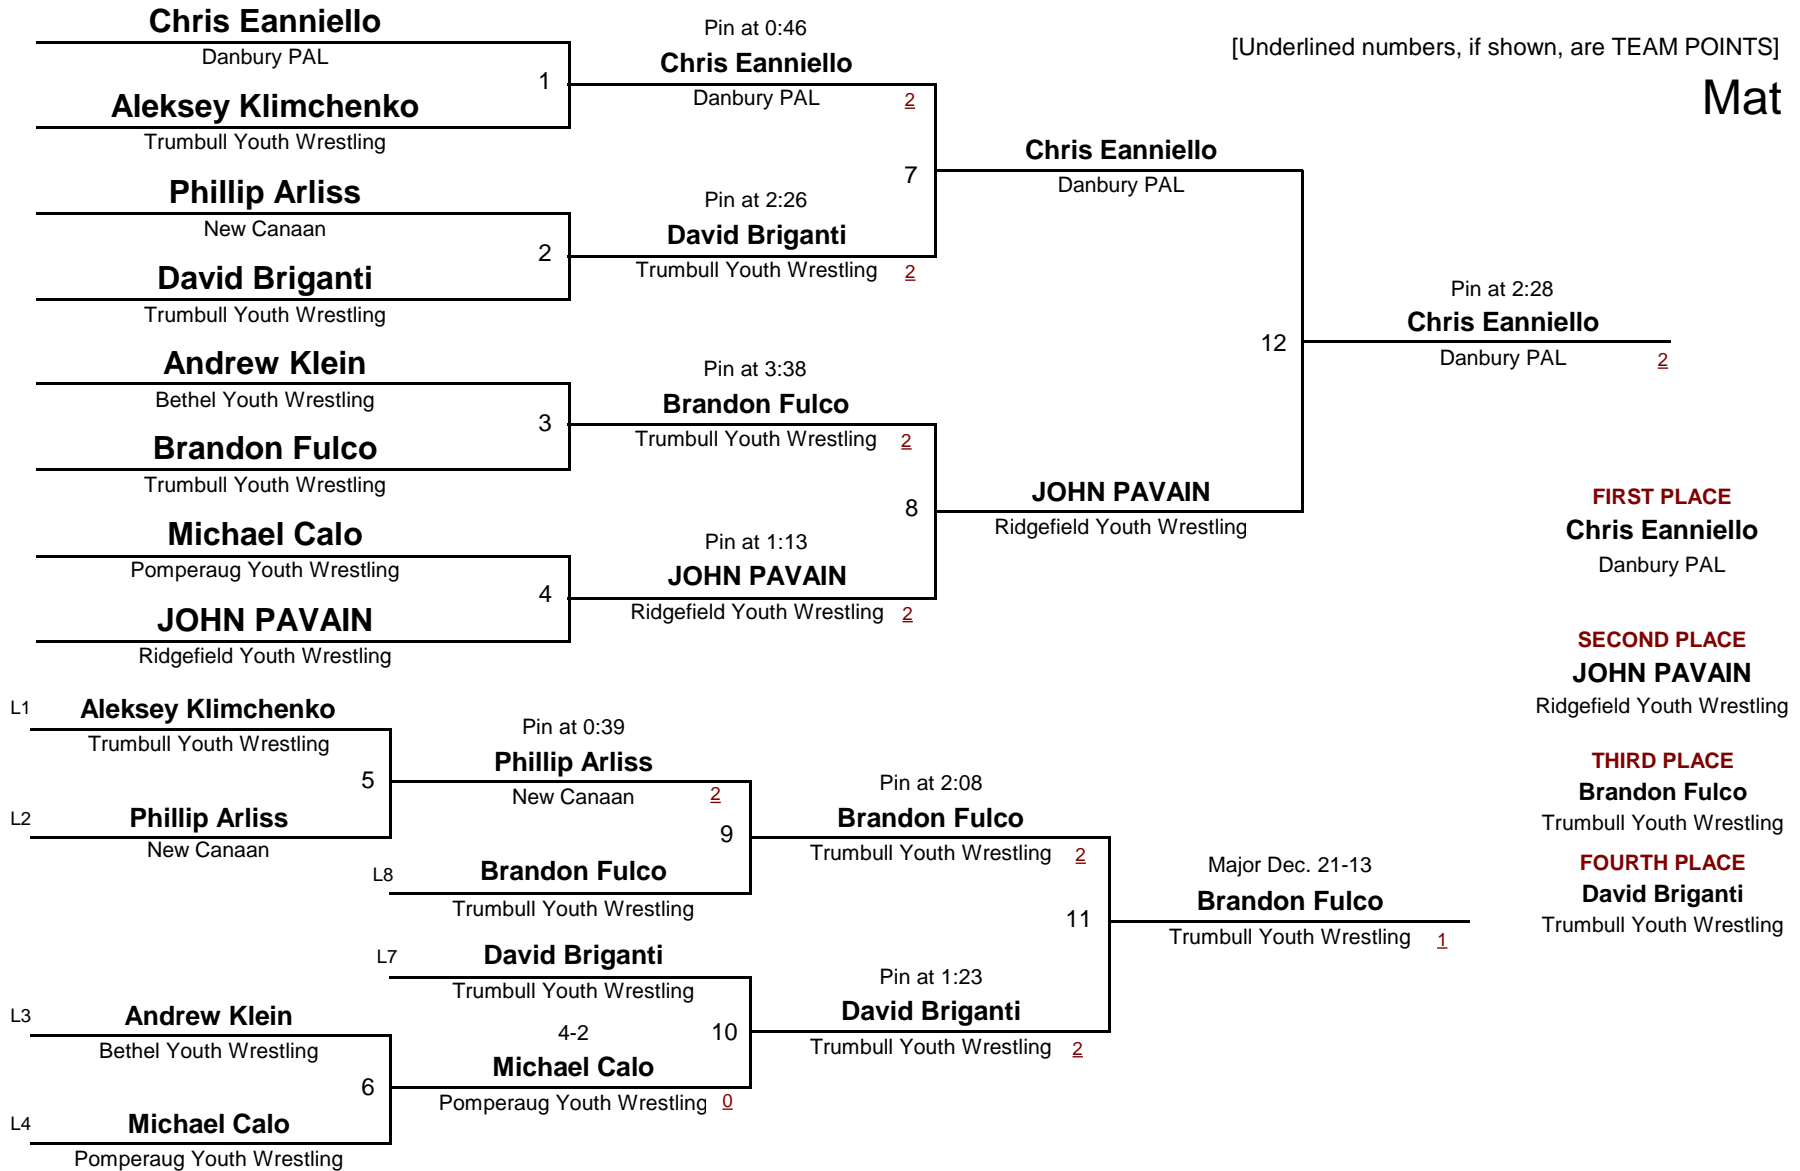 Chris Eanniello
Danbury PAL
1
Aleksey Klimchenko
Trumbull Youth Wrestling
Phillip Arliss
New Canaan
2
David Briganti
Trumbull Youth Wrestling
Andrew Klein
Bethel Youth Wrestling
3
Brandon Fulco
Trumbull Youth Wrestling
Michael Calo
Pomperaug Youth Wrestling
4
JOHN PAVAIN
Ridgefield Youth Wrestling
Pin at 0:46
Chris Eanniello
Danbury PAL 2
7
Pin at 2:26
David Briganti
Trumbull Youth Wrestling 2
Pin at 3:38
Brandon Fulco
Trumbull Youth Wrestling 2
8
Pin at 1:13
JOHN PAVAIN
Ridgefield Youth Wrestling 2
Chris Eanniello
Danbury PAL
12
JOHN PAVAIN
Ridgefield Youth Wrestling
[Underlined numbers, if shown, are TEAM POINTS]
Mat
Pin at 2:28
Chris Eanniello
Danbury PAL 2
FIRST PLACE
Chris Eanniello
Danbury PAL
SECOND PLACE
JOHN PAVAIN
Ridgefield Youth Wrestling
THIRD PLACE
Brandon Fulco
Trumbull Youth Wrestling
FOURTH PLACE
David Briganti
Trumbull Youth Wrestling
L1 Aleksey Klimchenko
Trumbull Youth Wrestling
5
L2 Phillip Arliss
New Canaan
L3 Andrew Klein
Bethel Youth Wrestling
6
L4 Michael Calo
Pomperaug Youth Wrestling
Pin at 0:39
Phillip Arliss
New Canaan 2
9
L8 Brandon Fulco
Trumbull Youth Wrestling
L7 David Briganti
Trumbull Youth Wrestling
4-2 10
Michael Calo
Pomperaug Youth Wrestling 0
Pin at 2:08
Brandon Fulco
Trumbull Youth Wrestling 2
11
Pin at 1:23
David Briganti
Trumbull Youth Wrestling 2
Major Dec. 21-13
Brandon Fulco
Trumbull Youth Wrestling 1